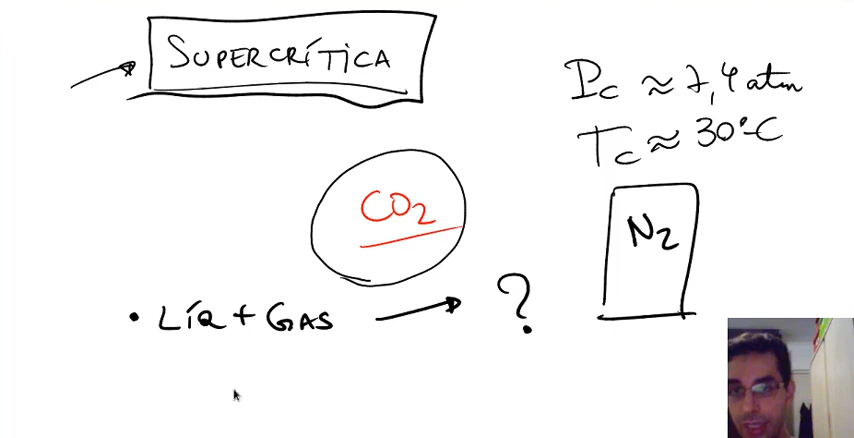 SUPERCRÍTICA
Pc ≈ 7,4 atm
Tc ≈ 30°C
CO2
N2
• LÍQ + GAS → ?